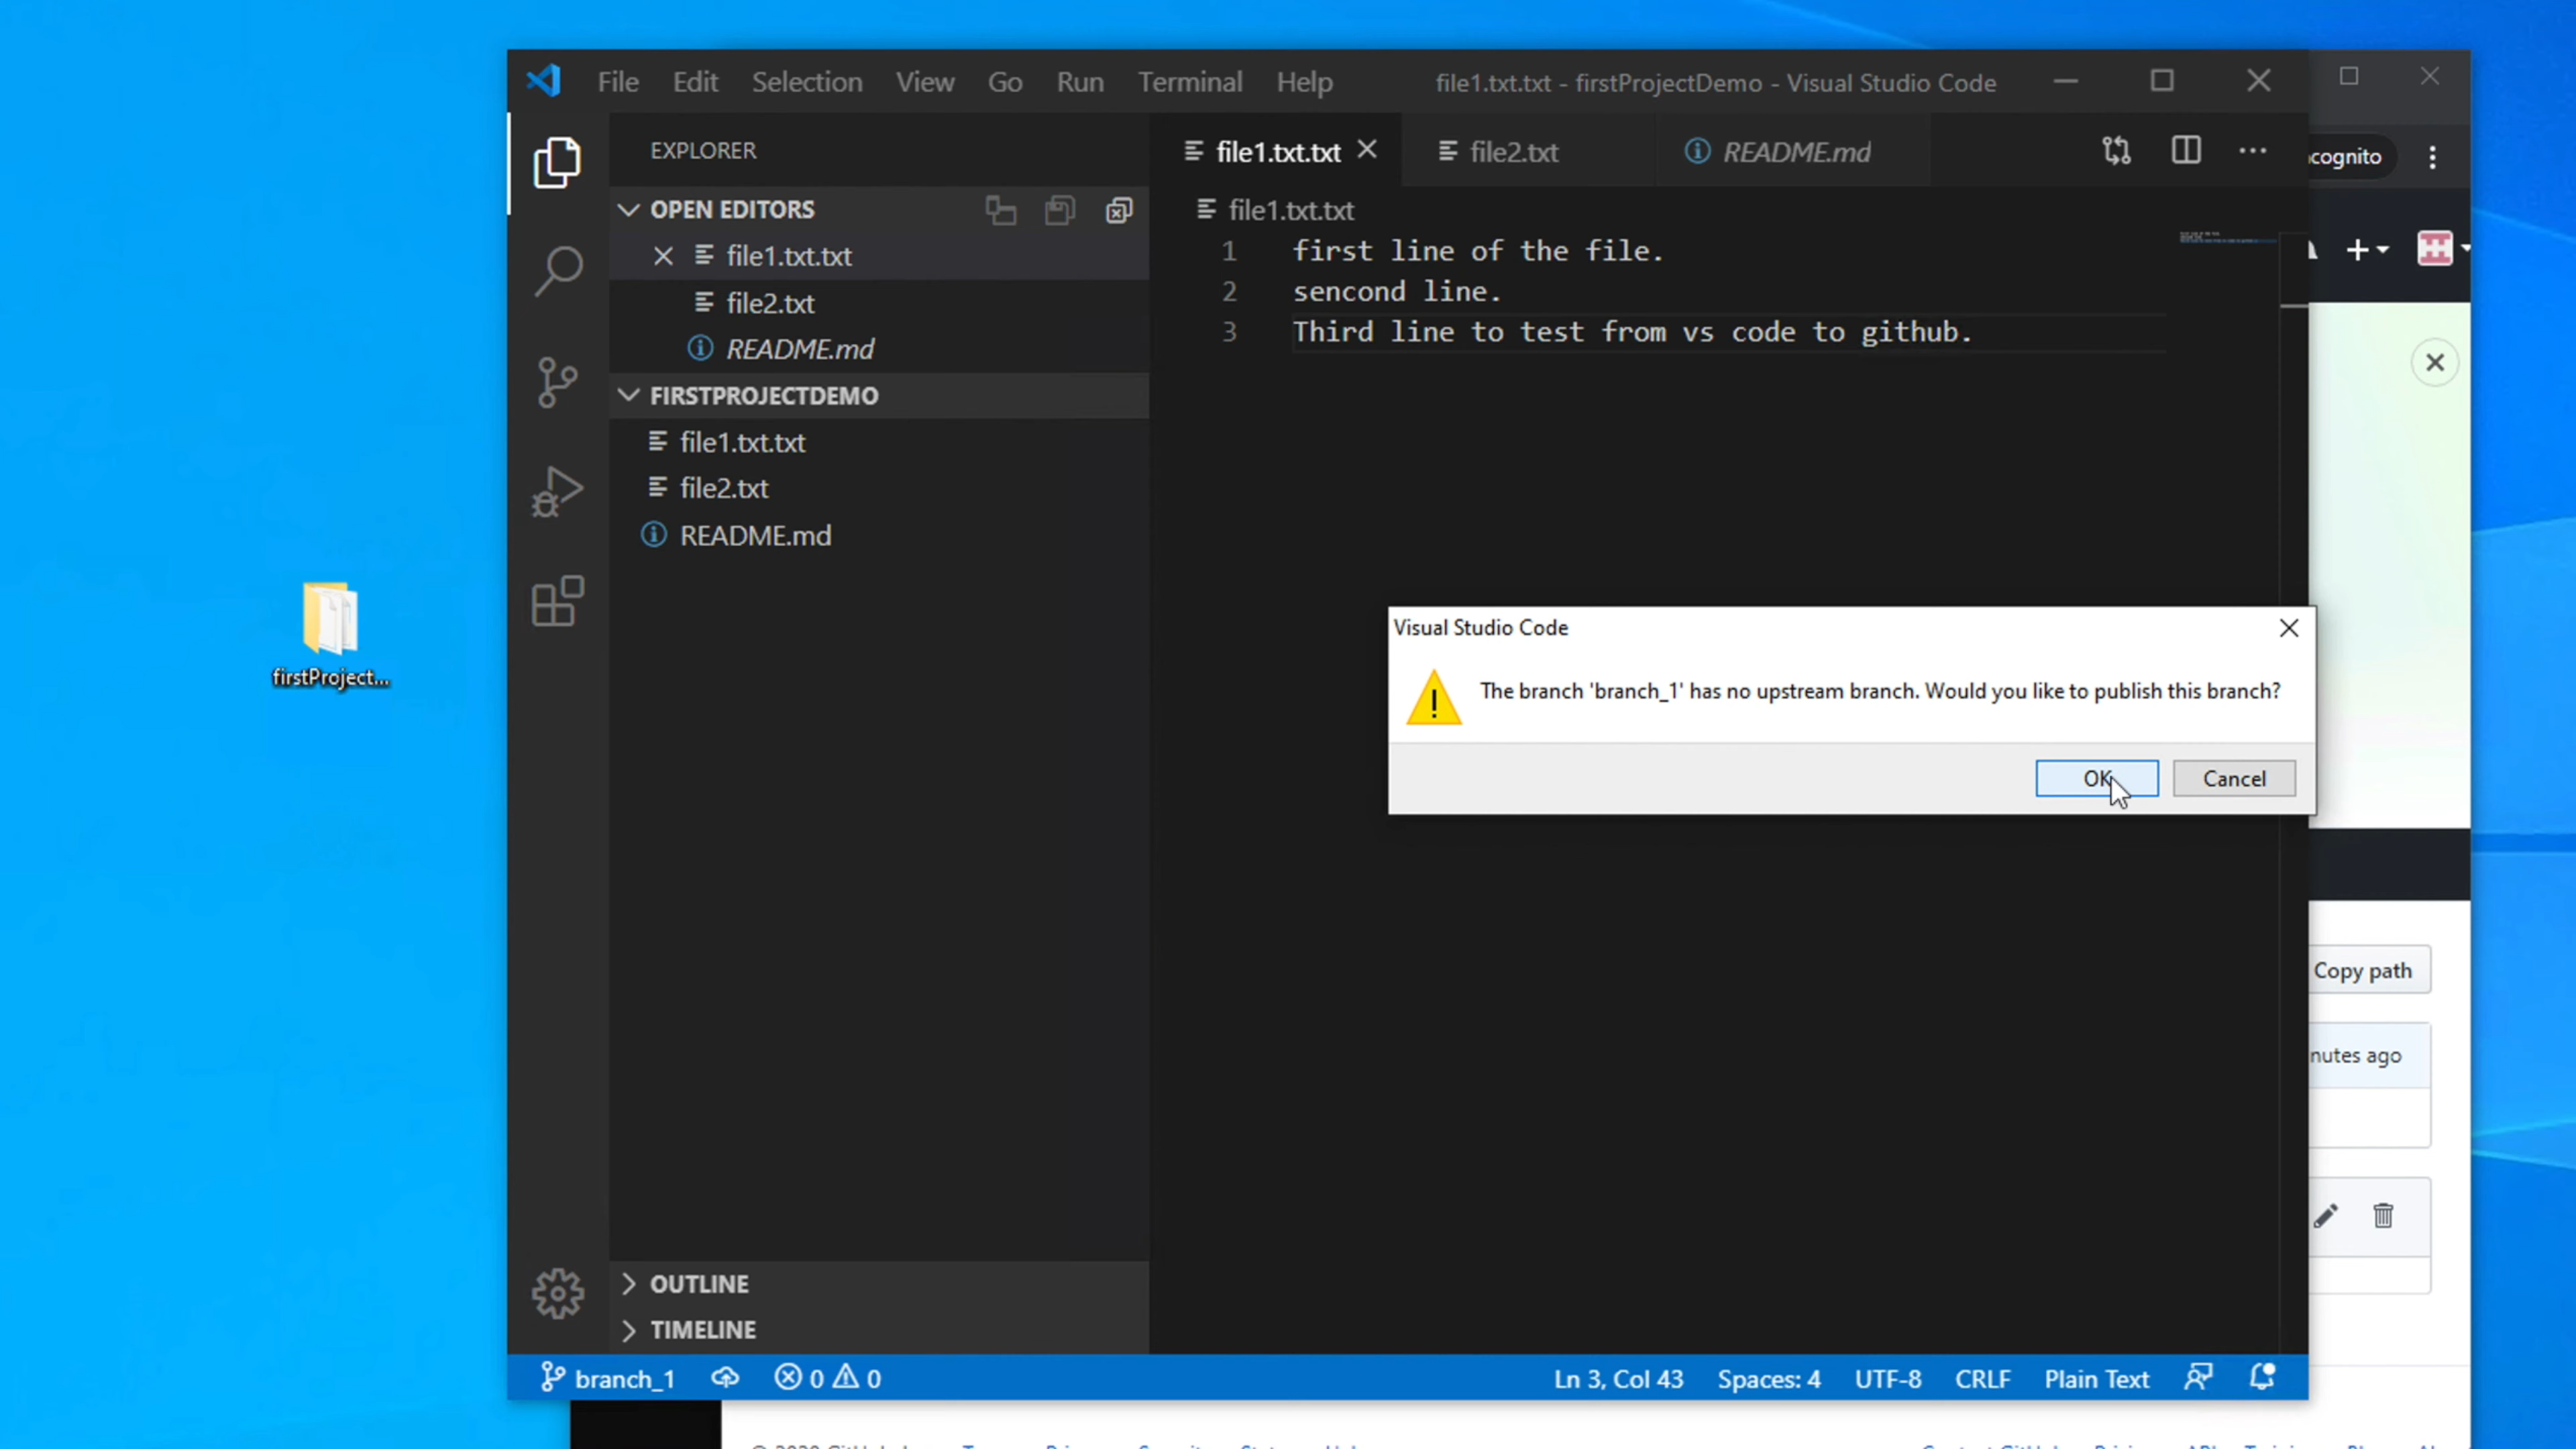 File Edit Selection View Go Run Terminal Help file1.txt.txt - firstProjectDemo - Visual Studio Code
EXPLORER
file1.txt.txt file2.txt README.md
cognito
OPEN EDITORS
file1.txt.txt
file1.txt.txt
file2.txt
README.md
1 first line of the file.
2 sencond line.
3 Third line to test from vs code to github.
FIRSTPROJECTDEMO
file1.txt.txt
file2.txt
README.md
firstProject...
Visual Studio Code
The branch 'branch_1' has no upstream branch. Would you like to publish this branch?
OK Cancel
Copy path
nutes ago
OUTLINE
TIMELINE
branch_1 0 0 Ln 3, Col 43 Spaces: 4 UTF-8 CRLF Plain Text